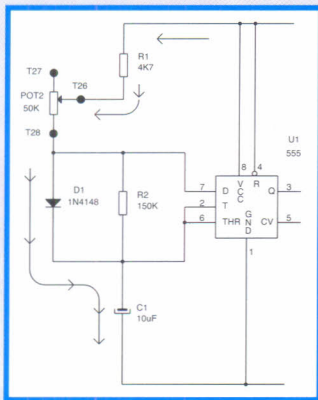 R1
4K7
T27
T26
POT2
50K
T28
U1
555
8
4
V
C
C
R
7
D
Q
3
2
T
6
THR
G
N
D
CV
5
1
D1
1N4148
R2
150K
C1
10uF